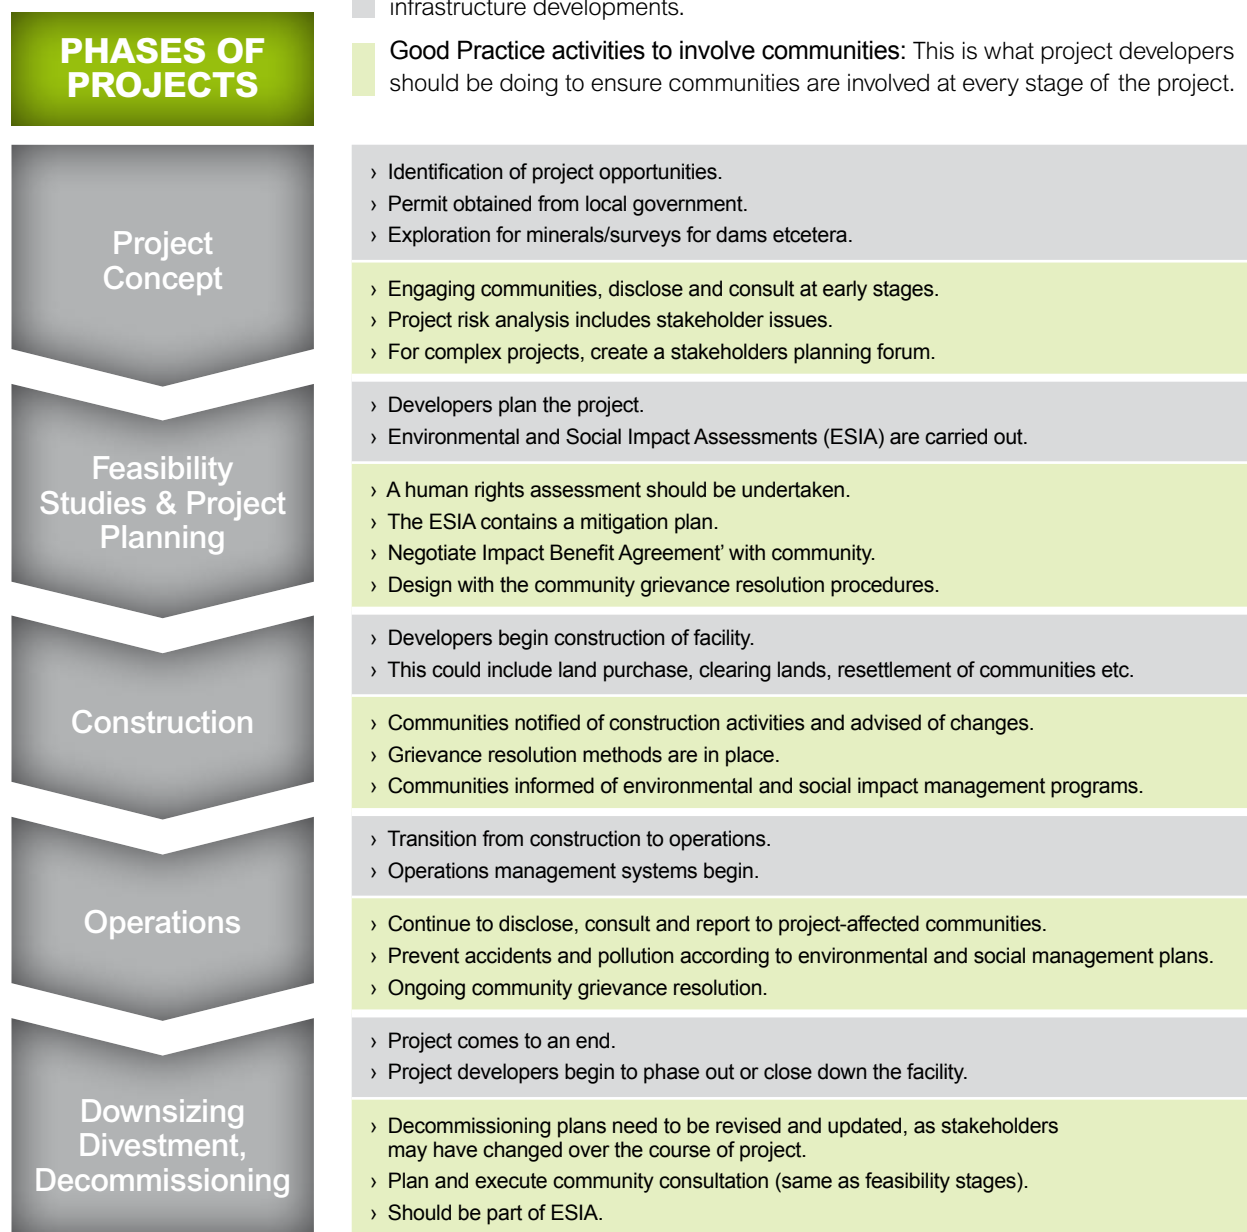 infrastructure developments.
PHASES OF
PROJECTS
Good Practice activities to involve communities: This is what project developers
should be doing to ensure communities are involved at every stage of the project.
Project
Concept
› Identification of project opportunities.
› Permit obtained from local government.
› Exploration for minerals/surveys for dams etcetera.
› Engaging communities, disclose and consult at early stages.
› Project risk analysis includes stakeholder issues.
› For complex projects, create a stakeholders planning forum.
Feasibility
Studies & Project
Planning
› Developers plan the project.
› Environmental and Social Impact Assessments (ESIA) are carried out.
› A human rights assessment should be undertaken.
› The ESIA contains a mitigation plan.
› Negotiate Impact Benefit Agreement’ with community.
› Design with the community grievance resolution procedures.
Construction
› Developers begin construction of facility.
› This could include land purchase, clearing lands, resettlement of communities etc.
› Communities notified of construction activities and advised of changes.
› Grievance resolution methods are in place.
› Communities informed of environmental and social impact management programs.
Operations
› Transition from construction to operations.
› Operations management systems begin.
› Continue to disclose, consult and report to project-affected communities.
› Prevent accidents and pollution according to environmental and social management plans.
› Ongoing community grievance resolution.
Downsizing
Divestment,
Decommissioning
› Project comes to an end.
› Project developers begin to phase out or close down the facility.
› Decommissioning plans need to be revised and updated, as stakeholders
may have changed over the course of project.
› Plan and execute community consultation (same as feasibility stages).
› Should be part of ESIA.